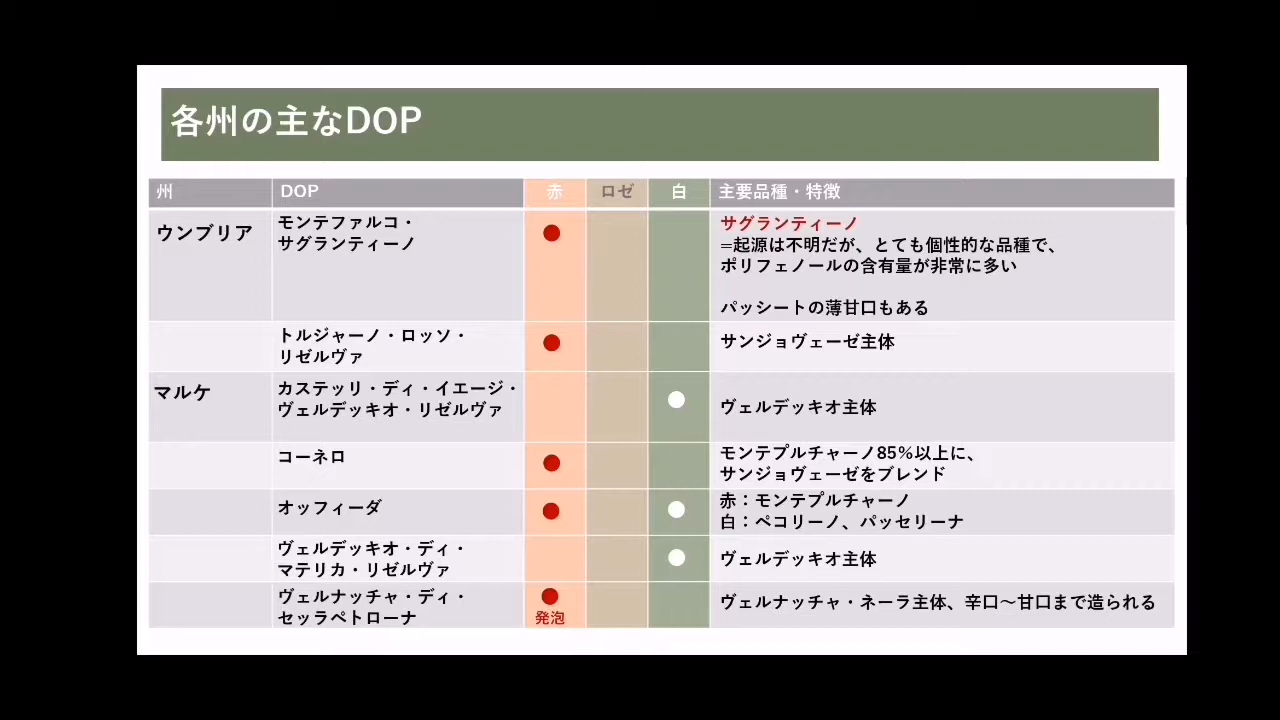 各州の主なDOP
州 DOP 赤 ロゼ 白 主要品種・特徴
ウンブリア
モンテファルコ・
サグランティーノ
サグランティーノ
=起源は不明だが、とても個性的な品種で、
ポリフェノールの含有量が非常に多い
パッシートの薄甘口もある
トルジャーノ・ロッソ・
リゼルヴァ
サンジョヴェーゼ主体
マルケ
カステッリ・ディ・イエージ・
ヴェルデッキオ・リゼルヴァ
ヴェルデッキオ主体
コーネロ
モンテプルチャーノ85%以上に、
サンジョヴェーゼをブレンド
オッフィーダ
赤：モンテプルチャーノ
白：ペコリーノ、パッセリーナ
ヴェルデッキオ・ディ・
マテリカ・リゼルヴァ
ヴェルデッキオ主体
ヴェルナッチャ・ディ・
セッラペトローナ
発泡
ヴェルナッチャ・ネーラ主体、辛口～甘口まで造られる